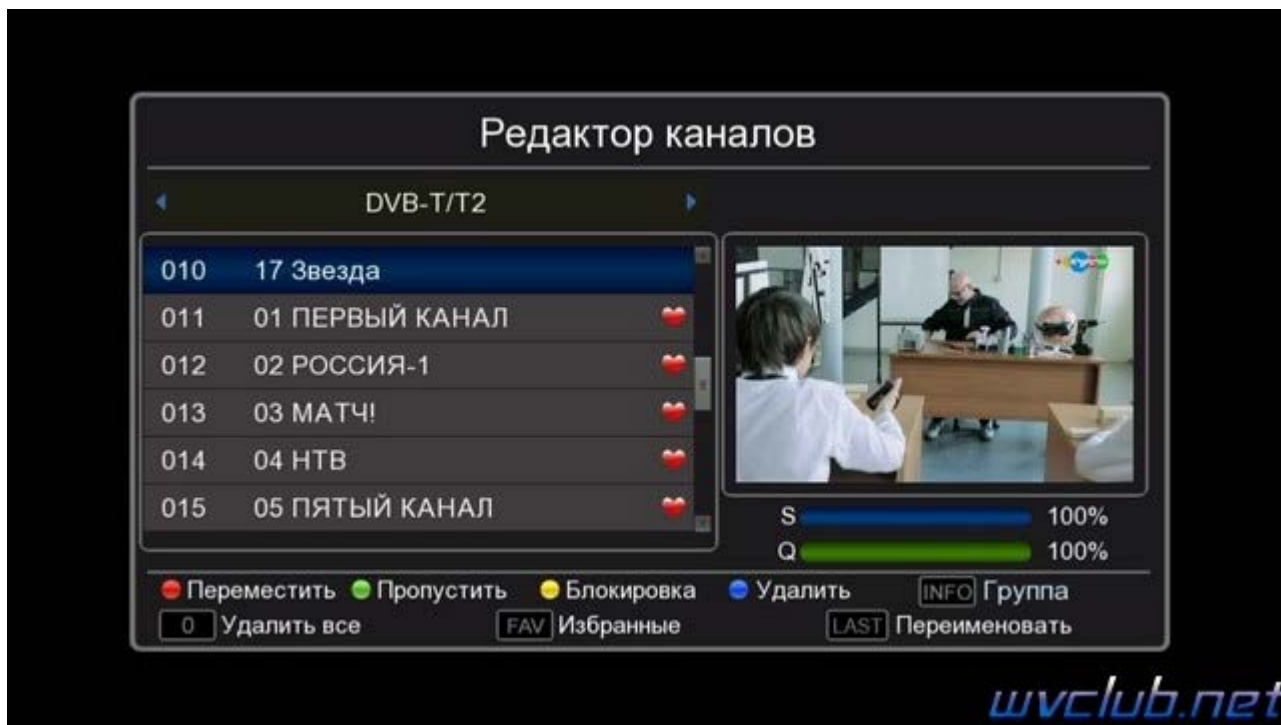 Редактор каналов
DVB-T/T2
010 17 Звезда
011 01 ПЕРВЫЙ КАНАЛ
012 02 РОССИЯ-1
013 03 МАТЧ!
014 04 НТВ
015 05 ПЯТЫЙ КАНАЛ
S 100%
Q 100%
Переместить Пропустить Блокировка Удалить INFO Группа
0 Удалить все FAV Избранные LAST Переименовать
wvclub.net